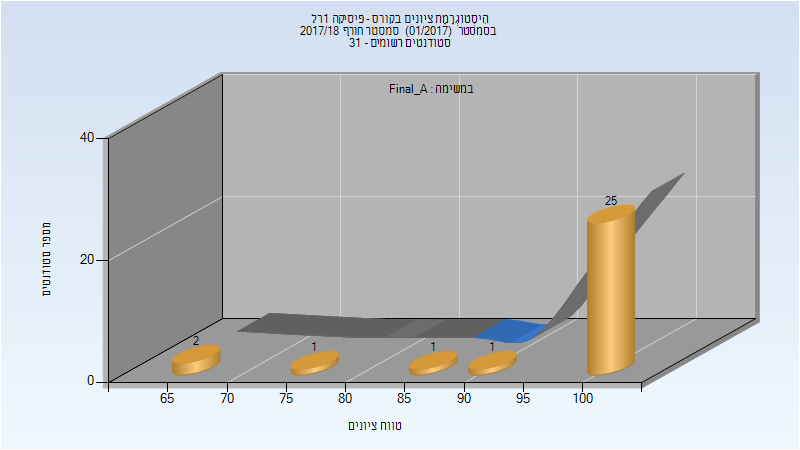 היסטוגרמת ציונים בקורס - פיסיקה 1רל
בסמסטר (01/2017) סמסטר חורף 2017/18
סטודנטים רשומים - 31
במשימה : Final_A
מספר סטודנטים
40
20
0
2
1
1
1
25
65
70
75
80
85
90
95
100
טווח ציונים